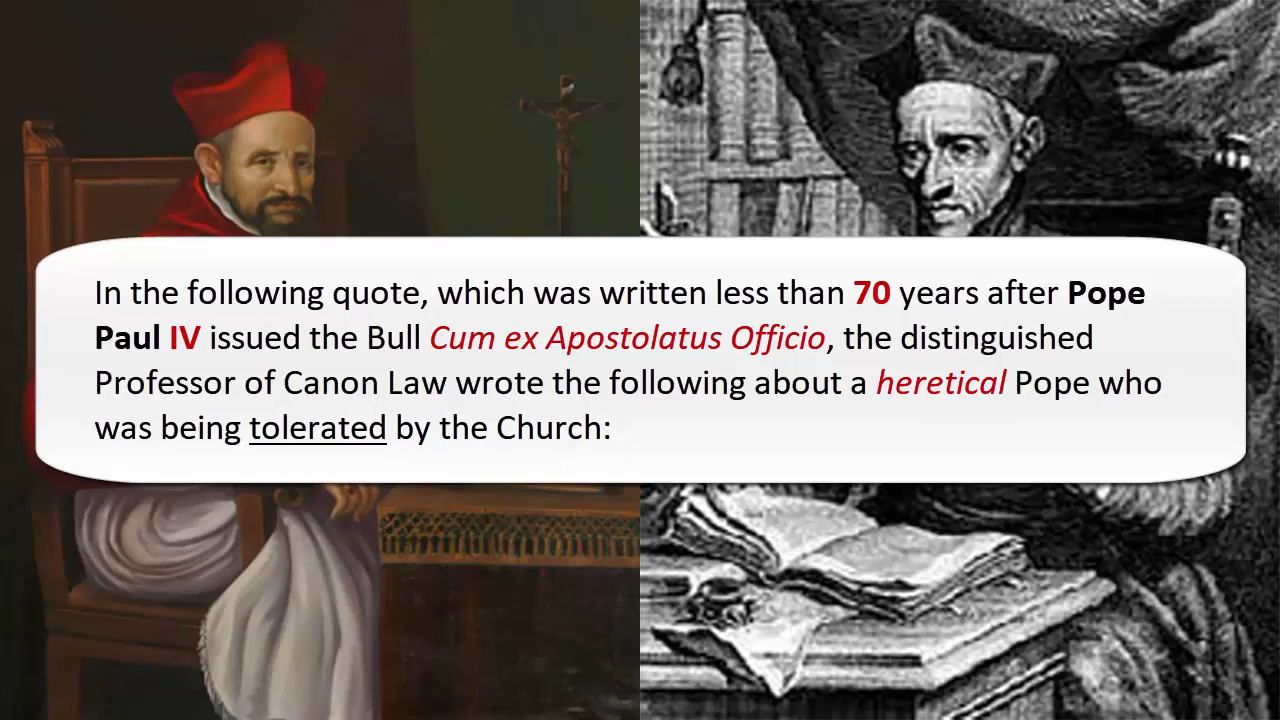 In the following quote, which was written less than 70 years after Pope
Paul IV issued the Bull Cum ex Apostolatus Officio, the distinguished
Professor of Canon Law wrote the following about a heretical Pope who
was being tolerated by the Church: